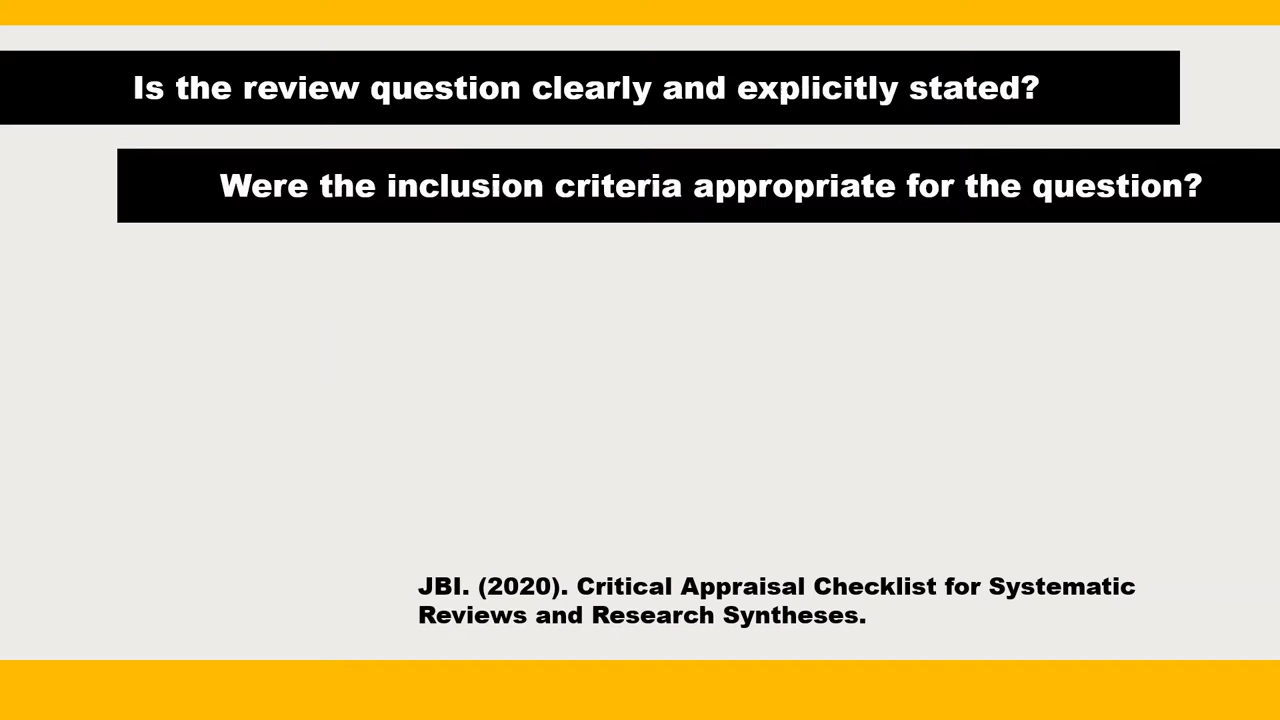 Is the review question clearly and explicitly stated?
Were the inclusion criteria appropriate for the question?
JBI. (2020). Critical Appraisal Checklist for Systematic
Reviews and Research Syntheses.